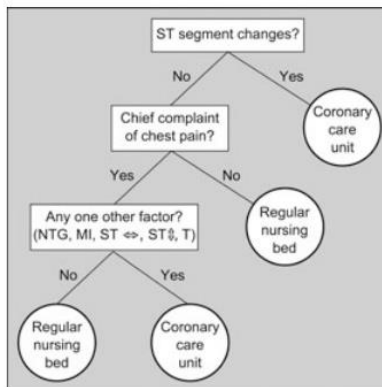 ST segment changes?
No
Yes
Chief complaint
of chest pain?
Coronary
care
unit
Yes
No
Any one other factor?
(NTG, MI, ST ⇔, ST⇕, T)
Regular
nursing
bed
No
Yes
Regular
nursing
bed
Coronary
care
unit